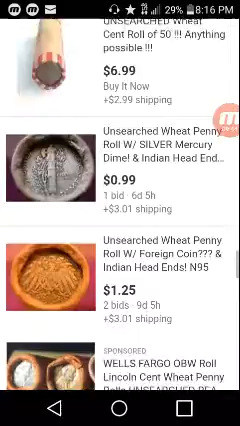 29% 8:16 PM
UNSEARCHED Wheat
Cent Roll of 50 !!! Anything
possible !!!
$6.99
Buy It Now
+$2.99 shipping
Unsearched Wheat Penny
Roll W/ SILVER Mercury
Dime! & Indian Head End...
$0.99
1 bid · 6d 5h
+$3.01 shipping
Unsearched Wheat Penny
Roll W/ Foreign Coin??? &
Indian Head Ends! N95
$1.25
2 bids · 9d 5h
+$3.01 shipping
SPONSORED
WELLS FARGO OBW Roll
Lincoln Cent Wheat Penny